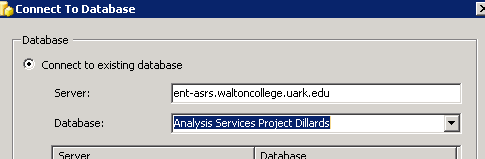 Connect To Database
Database
Connect to existing database
Server: ent-asrs.waltoncollege.uark.edu
Database: Analysis Services Project Dillards
Server Database